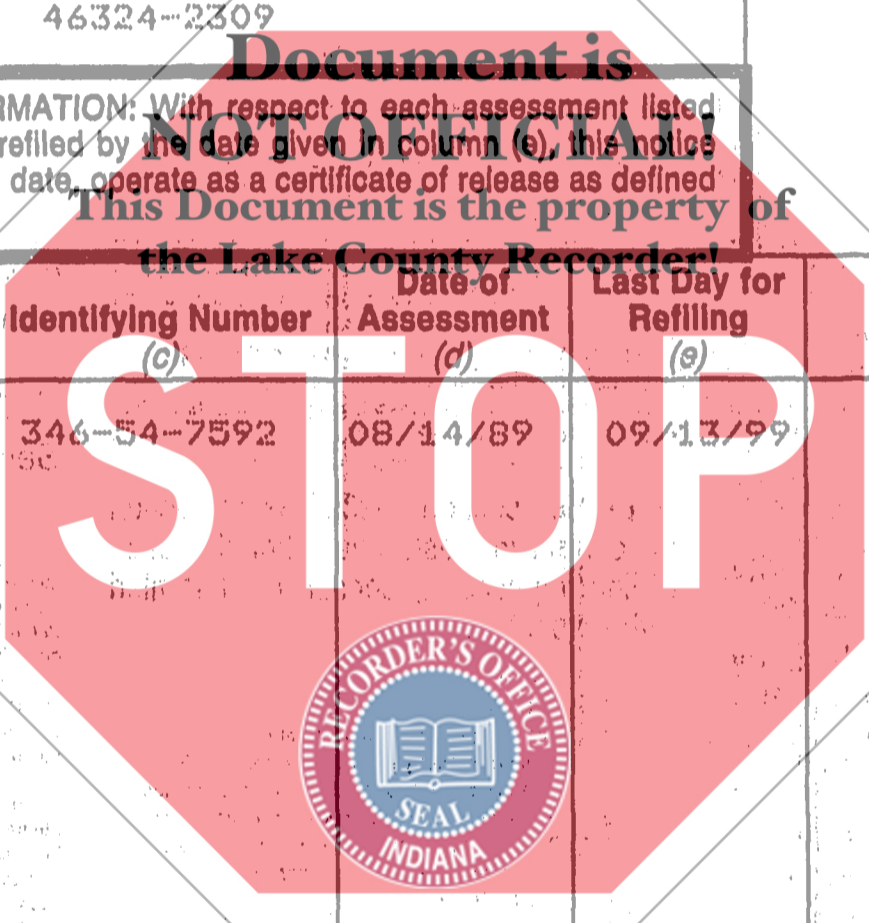 46324-2309
Document is
RMATION: With respect to each assessment listed
NOT OFFICIAL!
refiled by the date given in column (e), this notice
date, operate as a certificate of release as defined
This Document is the property of
the Lake County Recorder!
Identifying Number
(c)
Date of
Assessment
(d)
Last Day for
Refiling
(e)
346-54-7592 08/14/89 09/13/99
STOP
RECORDER'S OFFICE
SEAL
INDIANA